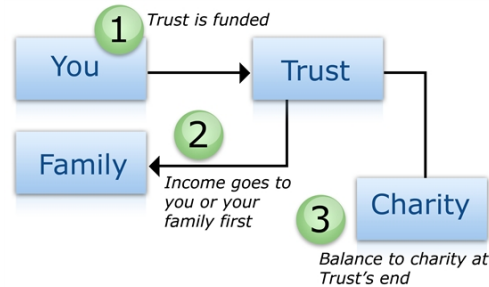 1
Trust is funded
You
Trust
2
Family
Income goes to
you or your
family first
3
Charity
Balance to charity at
Trust's end